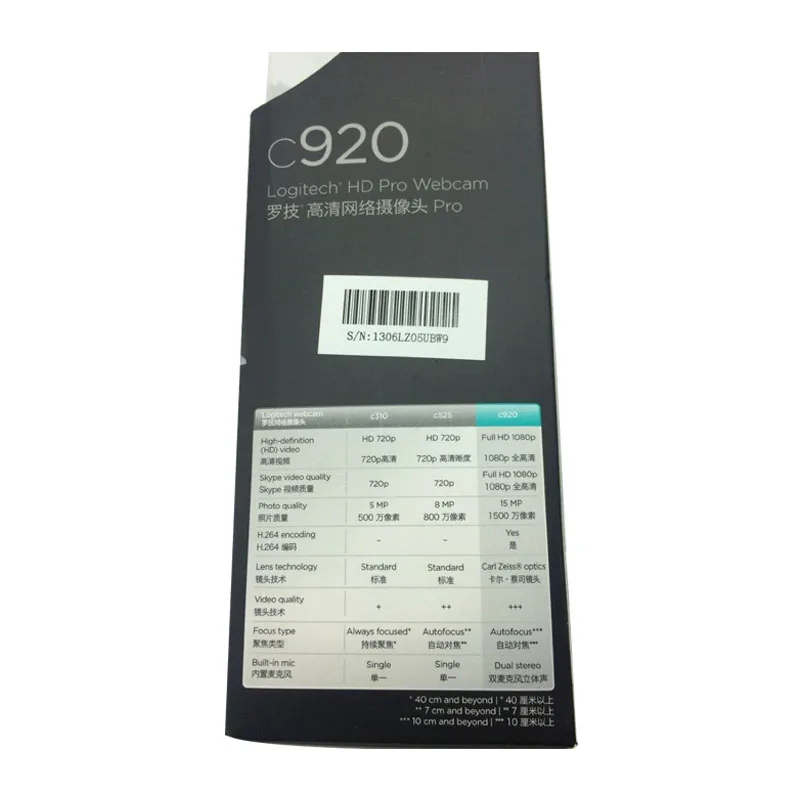 C920
Logitech® HD Pro Webcam
罗技® 高清网络摄像头 Pro
S/N:1306LZ05UBW9
Logitech webcam c310 c525 c920
罗技网络摄像头
High-definition HD 720p HD 720p Full HD 1080p
(HD) video
高清视频 720p高清 720p 高清晰度 1080p 全高清
Skype video quality 720p 720p Full HD 1080p
Skype 视频质量 1080p 全高清
Photo quality 5 MP 8 MP 15 MP
照片质量 500 万像素 800 万像素 1500 万像素
H.264 encoding - - Yes
H.264 编码 是
Lens technology Standard Standard Carl Zeiss® optics
镜头技术 标准 标准 卡尔·蔡司镜头
Video quality + ++ +++
镜头技术
Focus type Always focused* Autofocus** Autofocus***
聚焦类型 持续聚焦* 自动对焦** 自动对焦***
Built-in mic Single Single Dual stereo
内置麦克风 单一 单一 双麦克风立体声
* 40 cm and beyond | * 40 厘米以上
** 7 cm and beyond | ** 7 厘米以上
*** 10 cm and beyond | *** 10 厘米以上